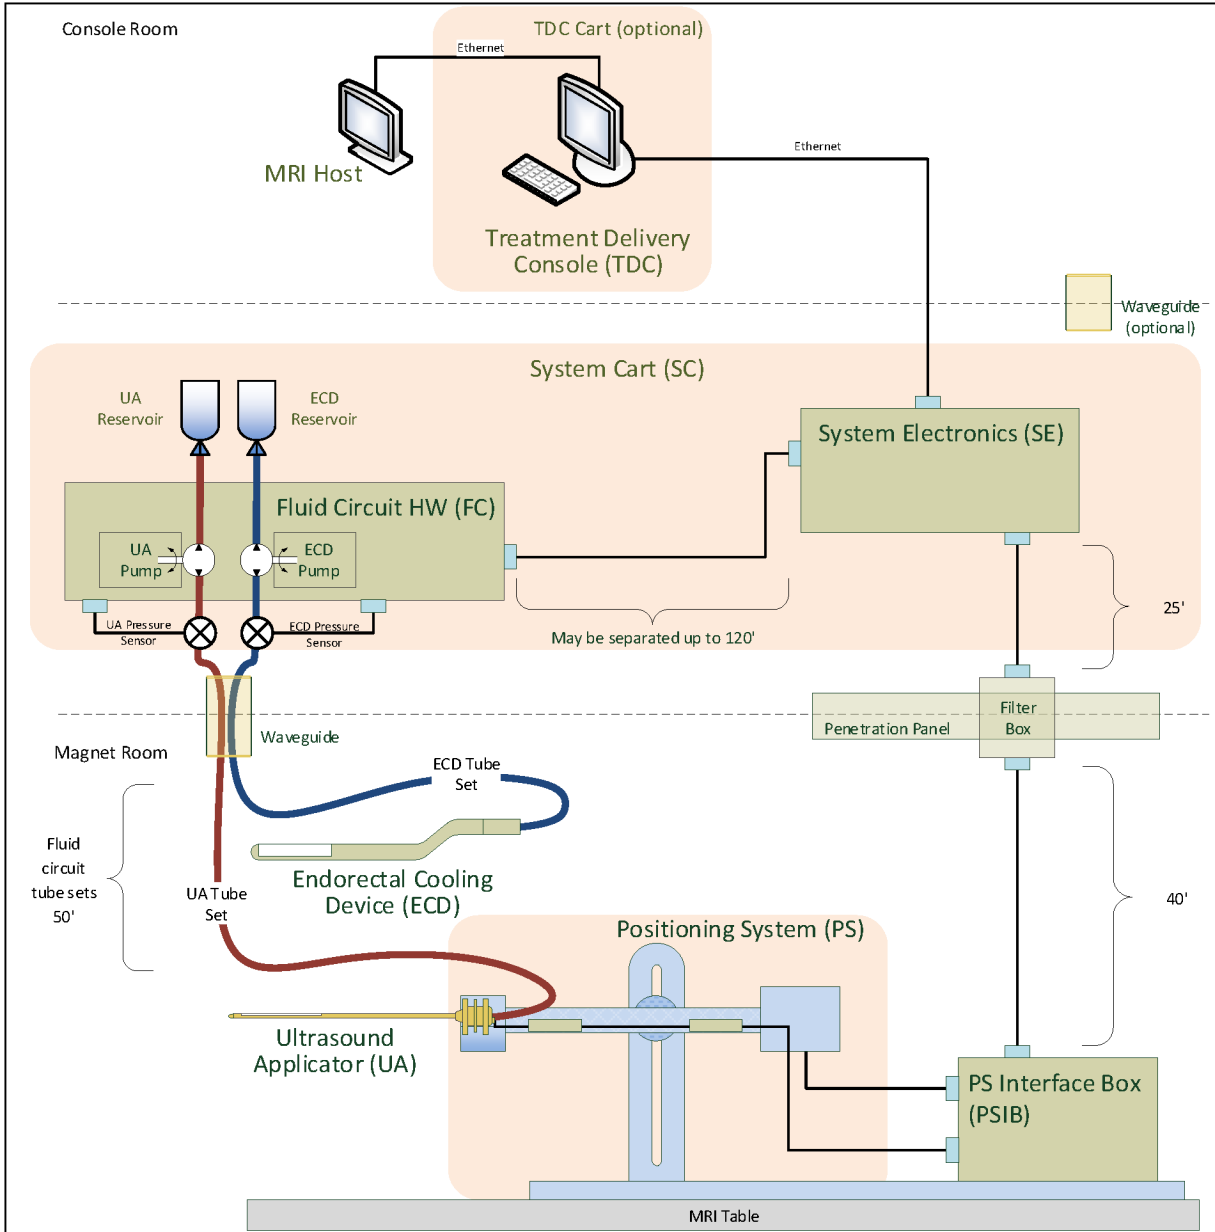 Console Room
TDC Cart (optional)
Ethernet
MRI Host
Ethernet
Treatment Delivery
Console (TDC)
Waveguide
(optional)
System Cart (SC)
UA
Reservoir
ECD
Reservoir
System Electronics (SE)
Fluid Circuit HW (FC)
UA
Pump
ECD
Pump
UA Pressure
Sensor
ECD Pressure
Sensor
May be separated up to 120'
25'
Penetration Panel
Filter
Box
Waveguide
Magnet Room
ECD Tube
Set
Fluid
circuit
tube sets
50'
UA Tube
Set
Endorectal Cooling
Device (ECD)
40'
Positioning System (PS)
Ultrasound
Applicator (UA)
PS Interface Box
(PSIB)
MRI Table